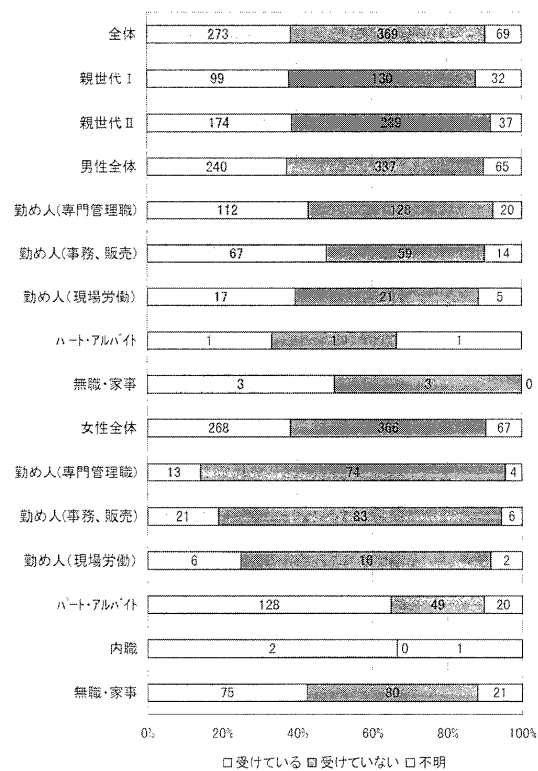 全体 273 369 69
親世代Ⅰ 99 130 32
親世代Ⅱ 174 239 37
男性全体 240 337 65
勤め人(専門管理職) 112 128 20
勤め人(事務、販売) 67 59 14
勤め人(現場労働) 17 21 5
パート・アルバイト 1 1 1
無職・家事 3 3 0
女性全体 268 366 67
勤め人(専門管理職) 13 74 4
勤め人(事務、販売) 21 83 6
勤め人(現場労働) 6 16 2
パート・アルバイト 128 49 20
内職 2 0 1
無職・家事 75 80 21
0% 20% 40% 60% 80% 100%
□受けている ▨受けていない □不明